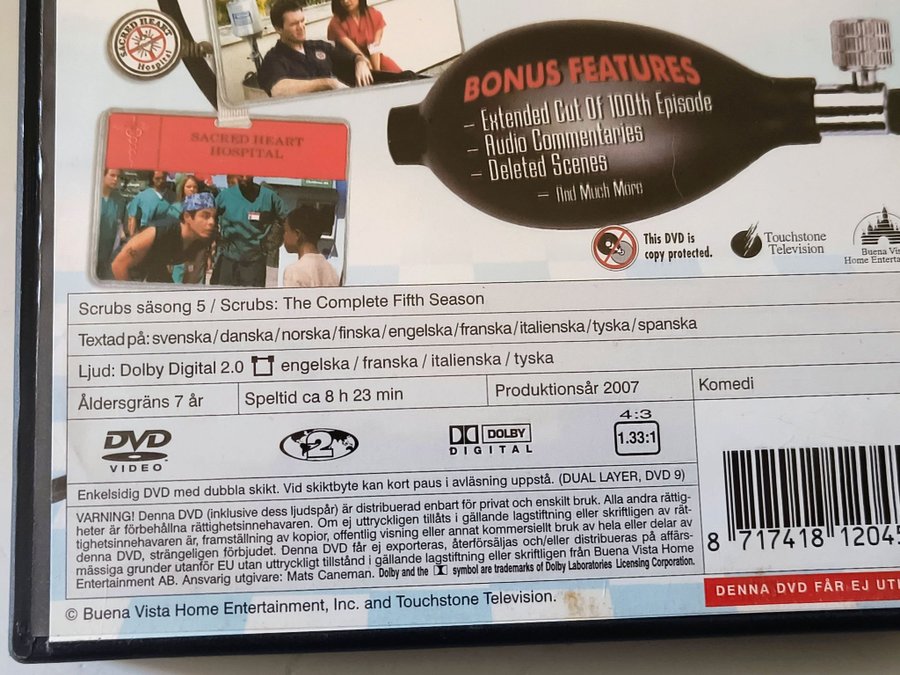 SACRED HEART
Hospital
SACRED HEART
HOSPITAL
BONUS FEATURES
– Extended Cut Of 100th Episode
– Audio Commentaries
– Deleted Scenes
– And Much More
This DVD is
copy protected.
Touchstone
Television
Buena Vis
Home Enterta
Scrubs säsong 5 / Scrubs: The Complete Fifth Season
Textad på: svenska/danska/norska/finska/engelska/franska/italienska/tyska/spanska
Ljud: Dolby Digital 2.0 engelska / franska / italienska / tyska
Åldersgräns 7 år
Speltid ca 8 h 23 min
Produktionsår 2007
Komedi
DVD
VIDEO
2
DOLBY
DIGITAL
4:3
1.33:1
Enkelsidig DVD med dubbla skikt. Vid skiktbyte kan kort paus i avläsning uppstå. (DUAL LAYER, DVD 9)
VARNING! Denna DVD (inklusive dess ljudspår) är distribuerad enbart för privat och enskilt bruk. Alla andra rättig-
heter är förbehållna rättighetsinnehavaren. Om ej uttryckligen tillåts i gällande lagstiftning eller skriftligen av rät-
tighetsinnehavaren är, framställning av kopior, offentlig visning eller annat kommersiellt bruk av hela eller delar av
denna DVD, strängeligen förbjudet. Denna DVD får ej exporteras, återförsäljas och/eller distribueras på affärs-
mässiga grunder utanför EU utan uttryckligt tillstånd i gällande lagstiftning eller skriftligen från Buena Vista Home
Entertainment AB. Ansvarig utgivare: Mats Caneman. Dolby and the symbol are trademarks of Dolby Laboratories Licensing Corporation.
8 717418 12045
DENNA DVD FÅR EJ UTH
© Buena Vista Home Entertainment, Inc. and Touchstone Television.